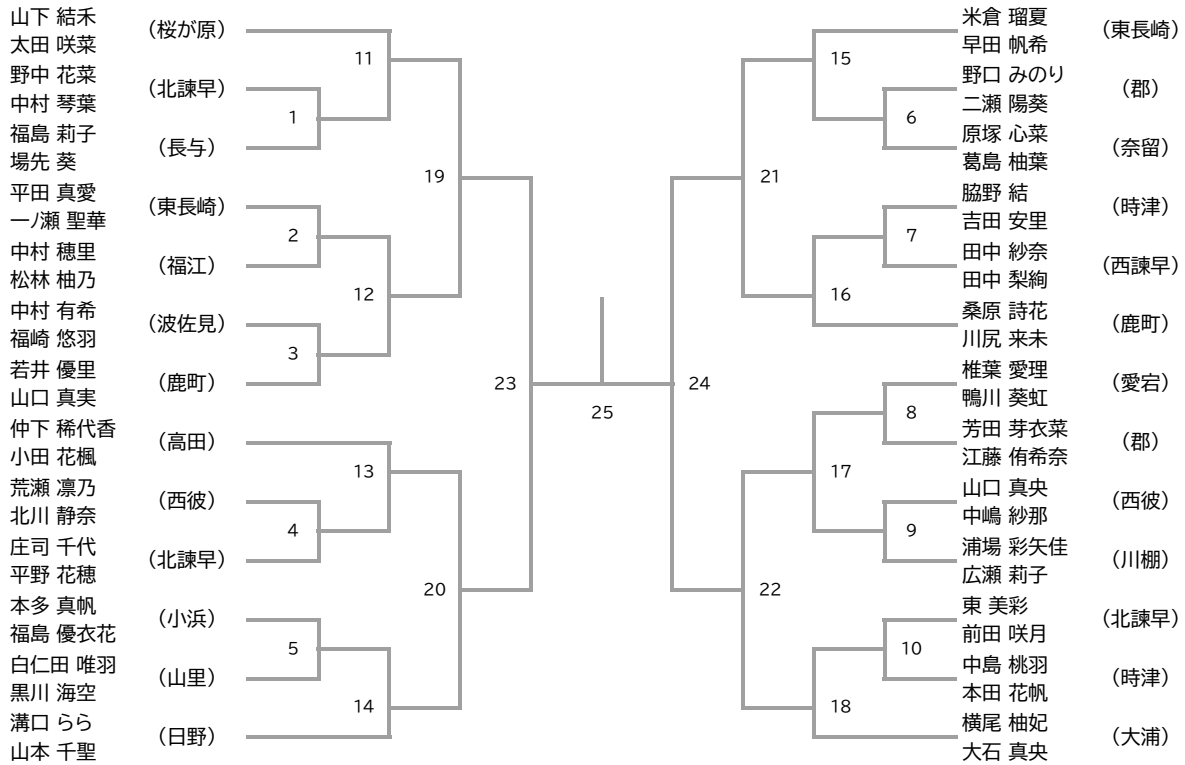 山下 結禾
太田 咲菜
（桜が原）
野中 花菜
中村 琴葉
（北諫早）
福島 莉子
場先 葵
（長与）
平田 真愛
一ノ瀬 聖華
（東長崎）
中村 穂里
松林 柚乃
（福江）
中村 有希
福崎 悠羽
（波佐見）
若井 優里
山口 真実
（鹿町）
仲下 稀代香
小田 花楓
（高田）
荒瀬 凛乃
北川 静奈
（西彼）
庄司 千代
平野 花穂
（北諫早）
本多 真帆
福島 優衣花
（小浜）
白仁田 唯羽
黒川 海空
（山里）
溝口 らら
山本 千聖
（日野）
11
1
19
2
12
3
23
13
4
20
5
14
25
15
6
21
7
16
24
8
17
9
22
10
18
米倉 瑠夏
早田 帆希
（東長崎）
野口 みのり
二瀬 陽葵
（郡）
原塚 心菜
葛島 柚葉
（奈留）
脇野 結
吉田 安里
（時津）
田中 紗奈
田中 梨絢
（西諫早）
桑原 詩花
川尻 来未
（鹿町）
椎葉 愛理
鴨川 葵虹
（愛宕）
芳田 芽衣菜
江藤 侑希奈
（郡）
山口 真央
中嶋 紗那
（西彼）
浦場 彩矢佳
広瀬 莉子
（川棚）
東 美彩
前田 咲月
（北諫早）
中島 桃羽
本田 花帆
（時津）
横尾 柚妃
大石 真央
（大浦）